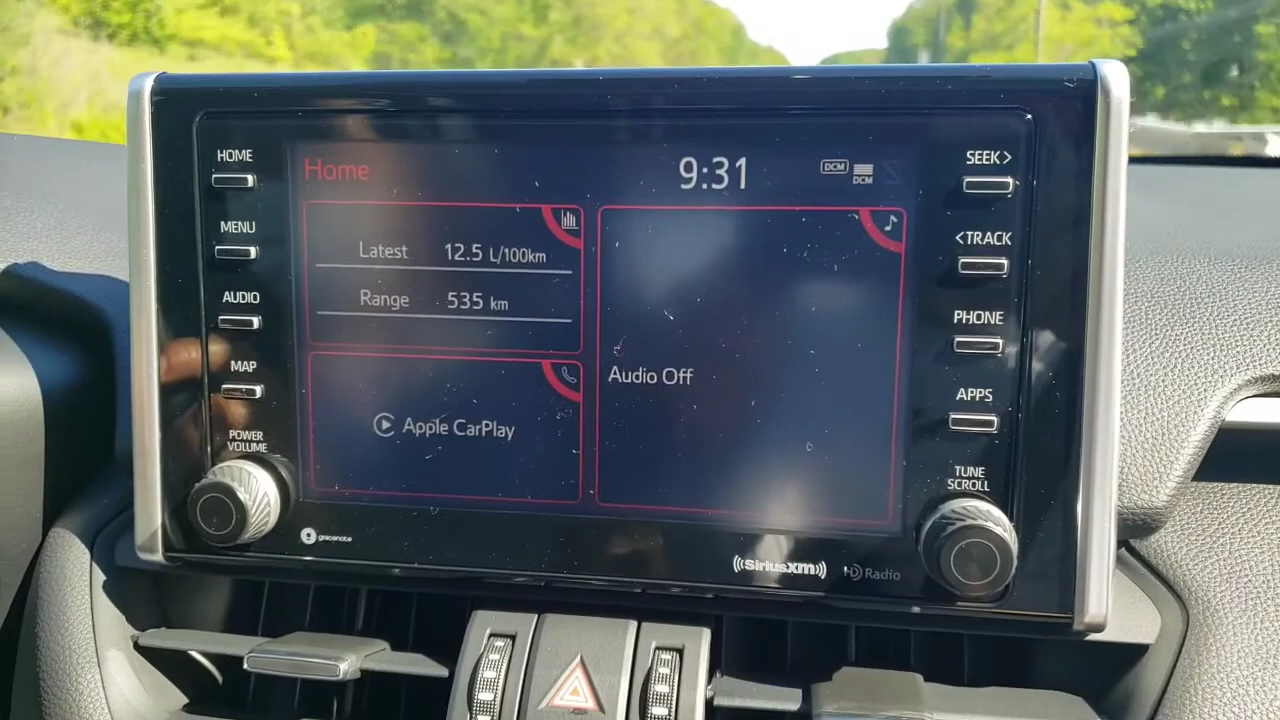 HOME
MENU
AUDIO
MAP
POWER
VOLUME
Home
9:31
DCM
DCM
Latest 12.5 L/100km
Range 535 km
Apple CarPlay
Audio Off
SEEK>
<TRACK
PHONE
APPS
TUNE
SCROLL
gracenote
((SiriusXM))
HD Radio